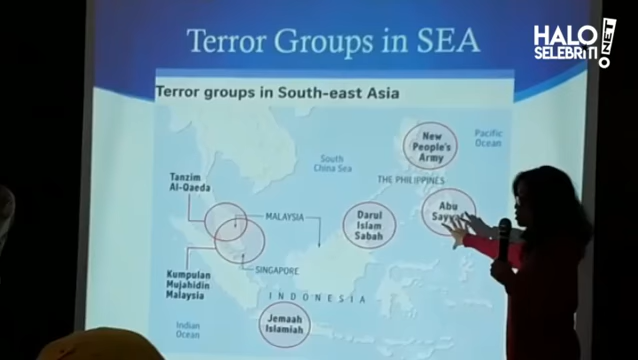 HALO
SELEBRITI
.NET
Terror Groups in SEA
Terror groups in South-east Asia
New
People's
Army
Pacific
Ocean
South
China Sea
THE PHILIPPINES
Tanzim
Al-Qaeda
MALAYSIA
Darul
Islam
Sabah
Abu
SINGAPORE
Kumpulan
Mujahidin
Malaysia
INDONESIA
Jemaah
Islamiah
Indian
Ocean